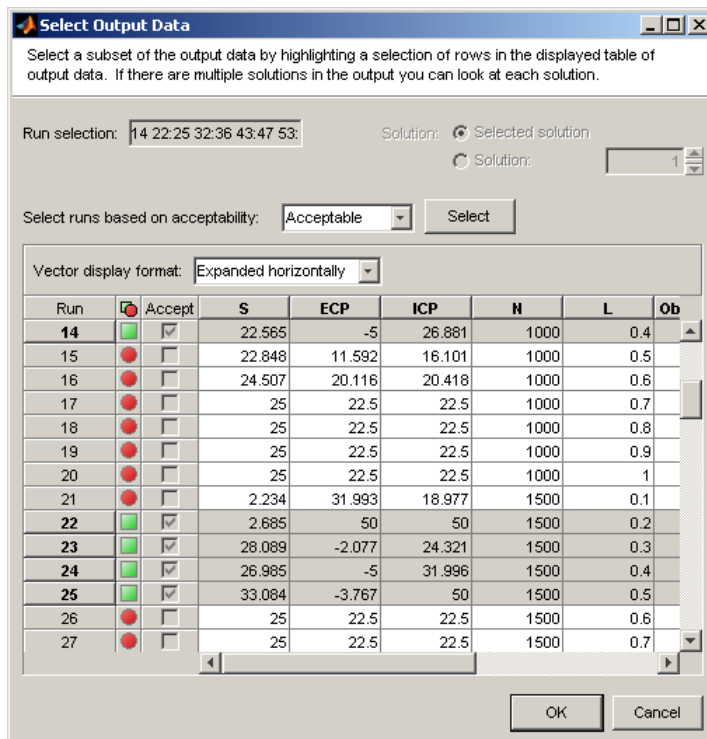 Select Output Data
Select a subset of the output data by highlighting a selection of rows in the displayed table of
output data. If there are multiple solutions in the output you can look at each solution.
Run selection: 14 22:25 32:36 43:47 53: Solution: Selected solution
Solution: 1
Select runs based on acceptability: Acceptable Select
Vector display format: Expanded horizontally
Run Accept S ECP ICP N L Ob
14 22.565 -5 26.881 1000 0.4
15 22.848 11.592 16.101 1000 0.5
16 24.507 20.116 20.418 1000 0.6
17 25 22.5 22.5 1000 0.7
18 25 22.5 22.5 1000 0.8
19 25 22.5 22.5 1000 0.9
20 25 22.5 22.5 1000 1
21 2.234 31.993 18.977 1500 0.1
22 2.685 50 50 1500 0.2
23 28.089 -2.077 24.321 1500 0.3
24 26.985 -5 31.996 1500 0.4
25 33.084 -3.767 50 1500 0.5
26 25 22.5 22.5 1500 0.6
27 25 22.5 22.5 1500 0.7
OK Cancel